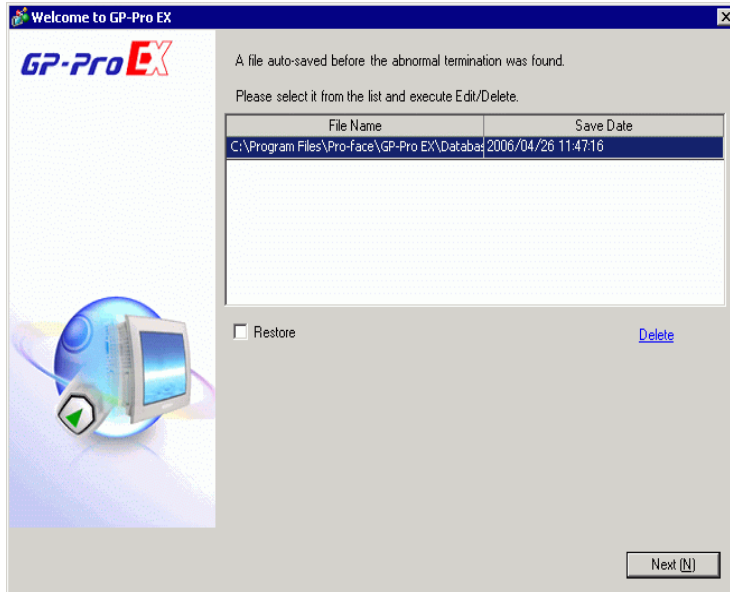 Welcome to GP-Pro EX
GP-Pro EX
A file auto-saved before the abnormal termination was found.
Please select it from the list and execute Edit/Delete.
File Name Save Date
C:\Program Files\Pro-face\GP-Pro EX\Databas 2006/04/26 11:47:16
Restore Delete
Next (N)